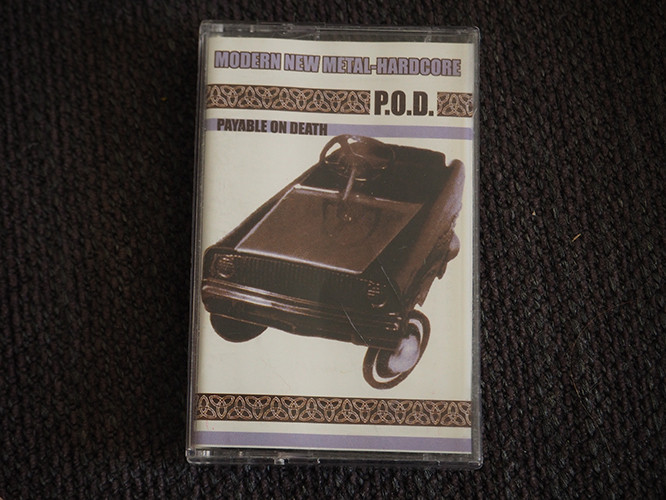 MODERN NEW METAL-HARDCORE
P.O.D.
PAYABLE ON DEATH